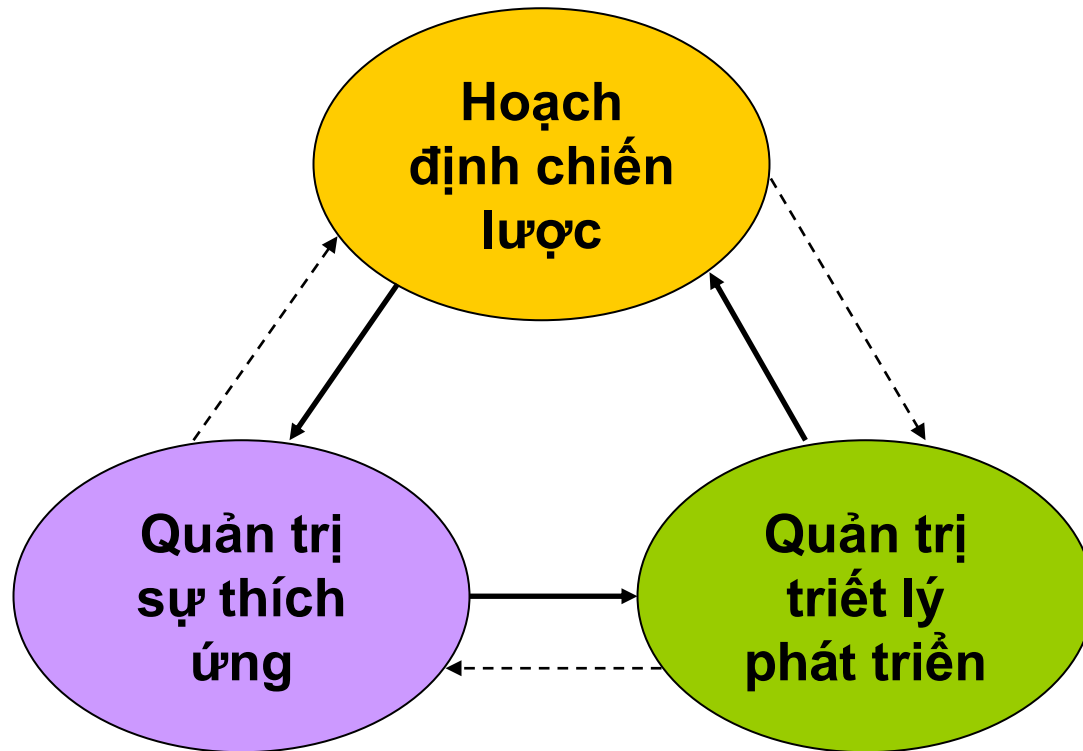 Hoạch
định chiến
lược
Quản trị
sự thích
ứng
Quản trị
triết lý
phát triển